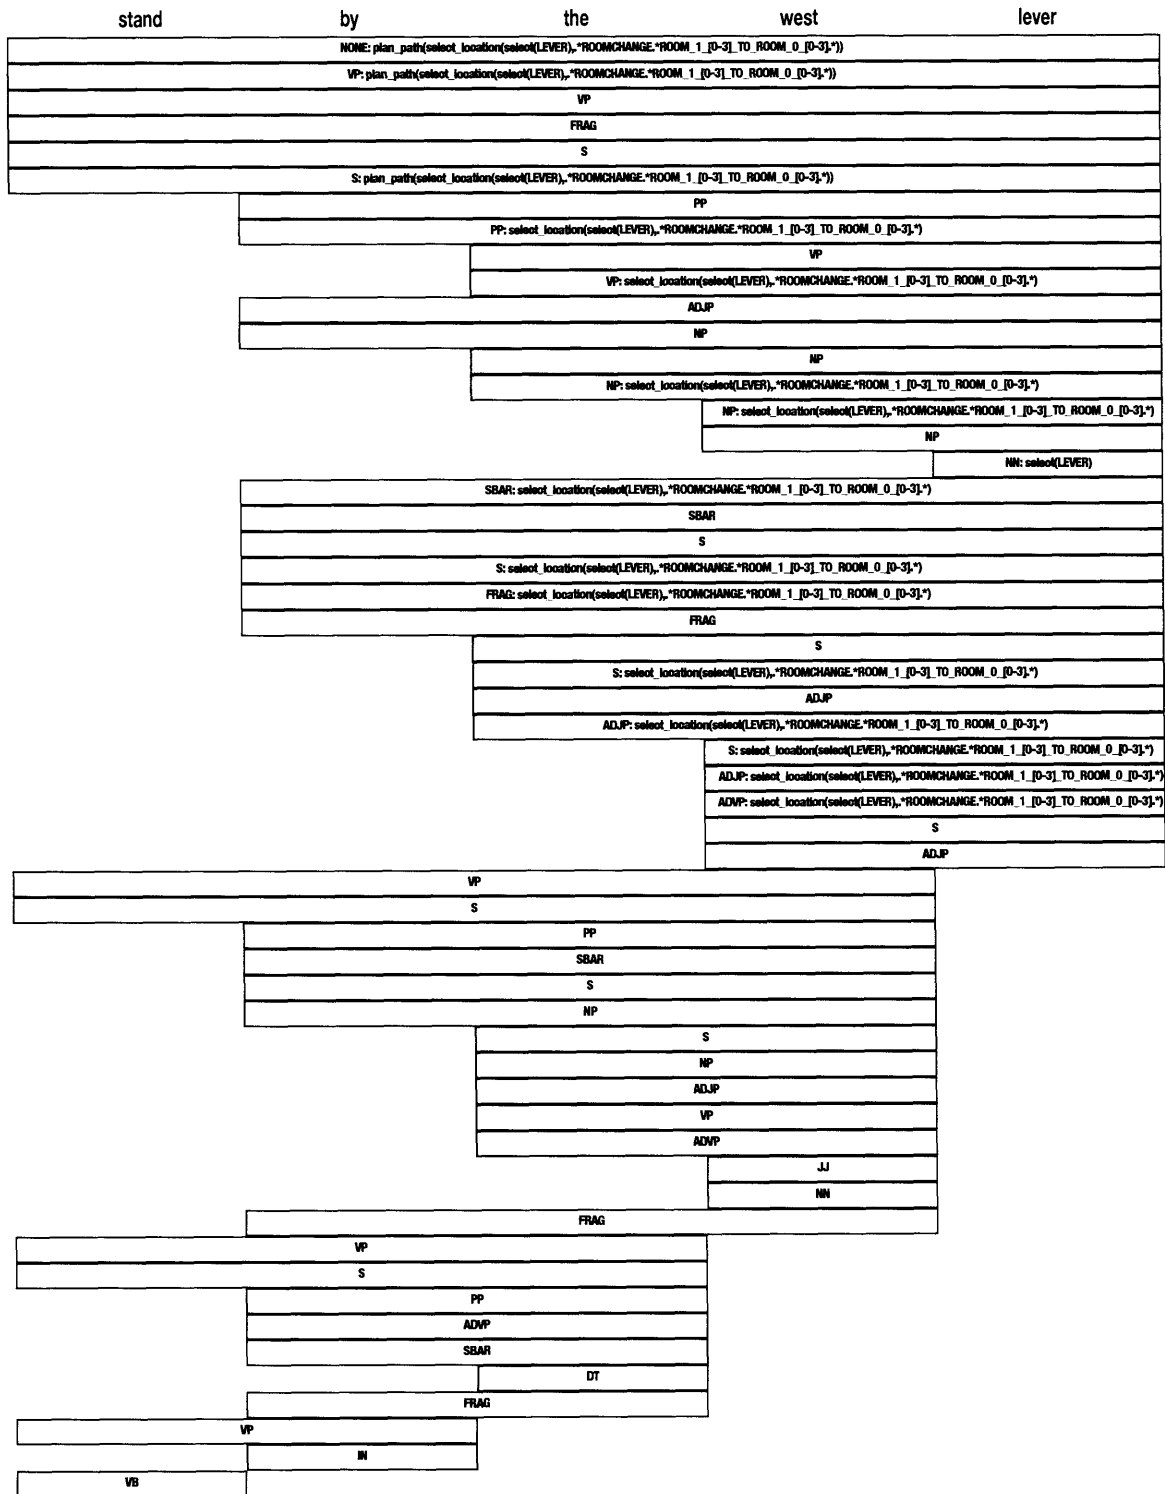 stand by the west lever
NONE: plan_path(select_location(select(LEVER),.*ROOMCHANGE.*ROOM_1_[0-3]_TO_ROOM_0_[0-3].*))
VP: plan_path(select_location(select(LEVER),.*ROOMCHANGE.*ROOM_1_[0-3]_TO_ROOM_0_[0-3].*))
VP
FRAG
S
S: plan_path(select_location(select(LEVER),.*ROOMCHANGE.*ROOM_1_[0-3]_TO_ROOM_0_[0-3].*))
PP
PP: select_location(select(LEVER),.*ROOMCHANGE.*ROOM_1_[0-3]_TO_ROOM_0_[0-3].*)
VP
VP: select_location(select(LEVER),.*ROOMCHANGE.*ROOM_1_[0-3]_TO_ROOM_0_[0-3].*)
ADJP
NP
NP
NP: select_location(select(LEVER),.*ROOMCHANGE.*ROOM_1_[0-3]_TO_ROOM_0_[0-3].*)
NP: select_location(select(LEVER),.*ROOMCHANGE.*ROOM_1_[0-3]_TO_ROOM_0_[0-3].*)
NP
NN: select(LEVER)
SBAR: select_location(select(LEVER),.*ROOMCHANGE.*ROOM_1_[0-3]_TO_ROOM_0_[0-3].*)
SBAR
S
S: select_location(select(LEVER),.*ROOMCHANGE.*ROOM_1_[0-3]_TO_ROOM_0_[0-3].*)
FRAG: select_location(select(LEVER),.*ROOMCHANGE.*ROOM_1_[0-3]_TO_ROOM_0_[0-3].*)
FRAG
S
S: select_location(select(LEVER),.*ROOMCHANGE.*ROOM_1_[0-3]_TO_ROOM_0_[0-3].*)
ADJP
ADJP: select_location(select(LEVER),.*ROOMCHANGE.*ROOM_1_[0-3]_TO_ROOM_0_[0-3].*)
S: select_location(select(LEVER),.*ROOMCHANGE.*ROOM_1_[0-3]_TO_ROOM_0_[0-3].*)
ADJP: select_location(select(LEVER),.*ROOMCHANGE.*ROOM_1_[0-3]_TO_ROOM_0_[0-3].*)
ADVP: select_location(select(LEVER),.*ROOMCHANGE.*ROOM_1_[0-3]_TO_ROOM_0_[0-3].*)
S
ADJP
VP
S
PP
SBAR
S
NP
S
NP
ADJP
VP
ADVP
JJ
NN
FRAG
VP
S
PP
ADVP
SBAR
DT
FRAG
VP
IN
VB